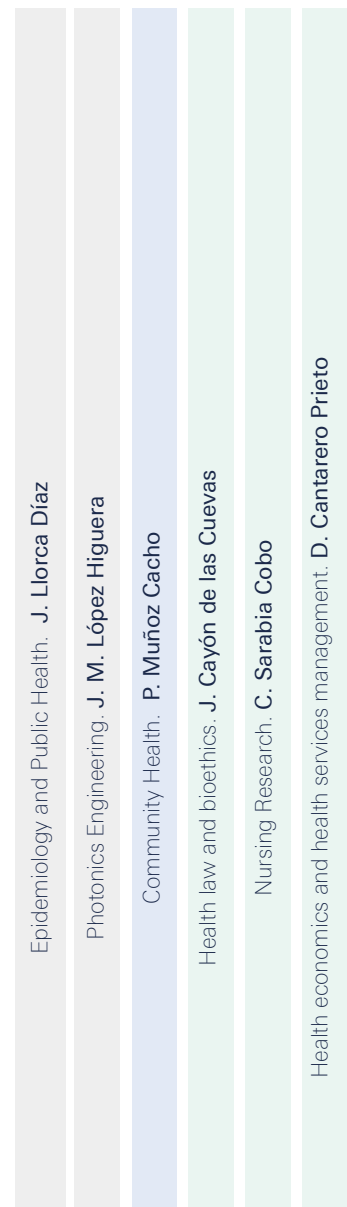 Epidemiology and Public Health. J. Llorca Díaz
Photonics Engineering. J. M. López Higuera
Community Health. P. Muñoz Cacho
Health law and bioethics. J. Cayón de las Cuevas
Nursing Research. C. Sarabia Cobo
Health economics and health services management. D. Cantarero Prieto